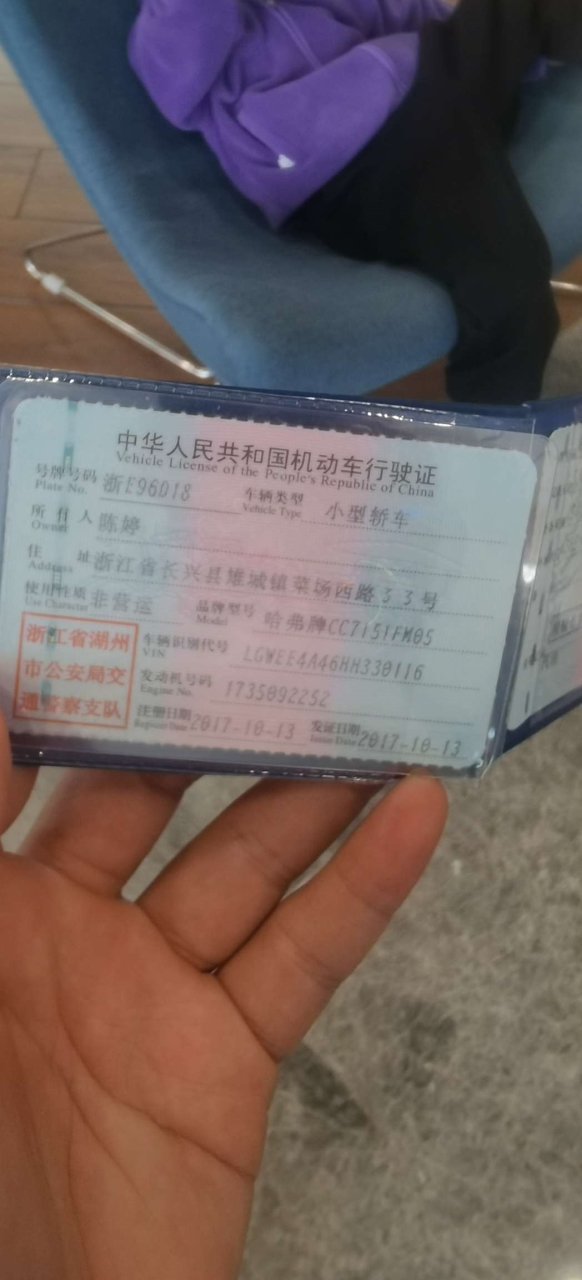 中华人民共和国机动车行驶证
Vehicle License of the People's Republic of China
号牌号码 浙E96D18 车辆类型 小型轿车
Plate No. Vehicle Type
所有人 陈婷
Owner
住址 浙江省长兴县雉城镇菜场西路33号
Address
使用性质 非营运 品牌型号 哈弗牌CC7151FM05
Use Character Model
浙江省湖州
市公安局交
通警察支队
车辆识别代号 LGWEE4A46HH330116
VIN
发动机号码 1735092252
Engine No.
注册日期 2017-10-13 发证日期 2017-10-13
Register Date Issue Date